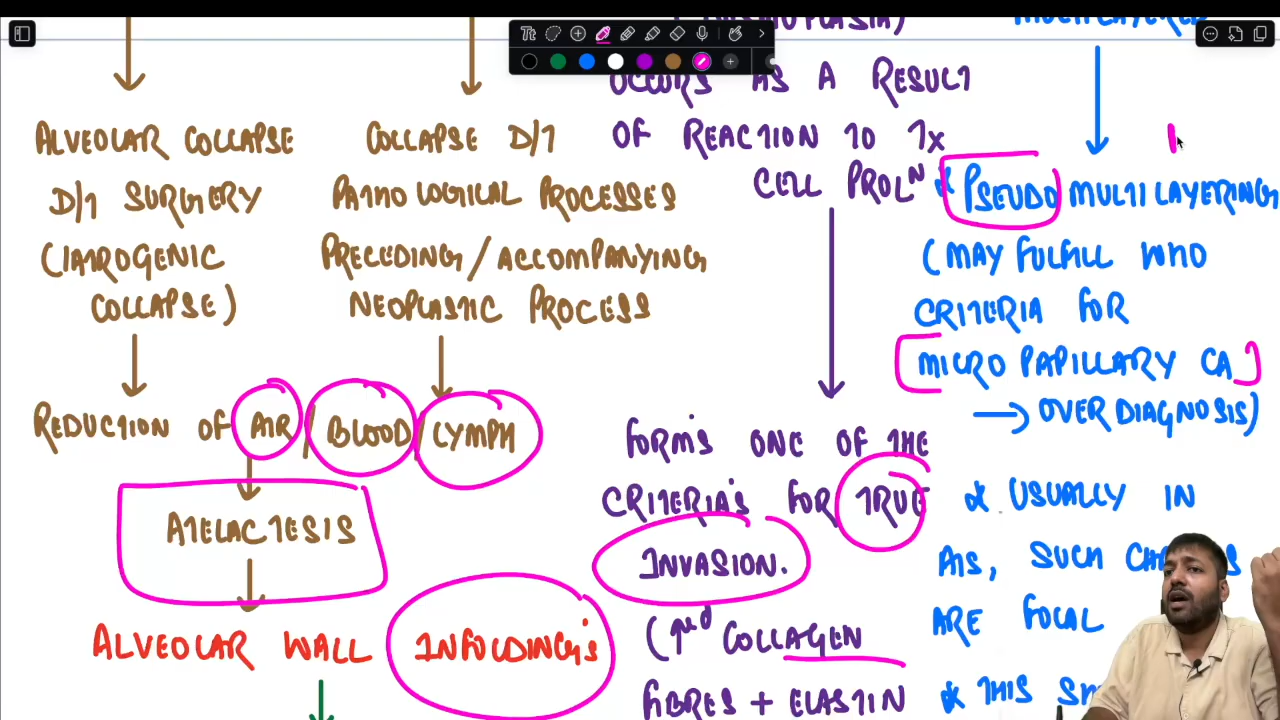 ALVEOLAR COLLAPSE
D/T SURGERY
(IATROGENIC
COLLAPSE)
REDUCTION OF AIR / BLOOD / LYMPH
ATELACTESIS
ALVEOLAR WALL INFOLDING'S
COLLAPSE D/T
PATHOLOGICAL PROCESSES
PRECEDING/ACCOMPANYING
NEOPLASTIC PROCESS
OCCURS AS A RESULT
OF REACTION TO Tx
CELL PROLN
FORM'S ONE OF THE
CRITERIA'S FOR TRUE
INVASION.
COLLAGEN
FIBRES + ELASTIN
MULTILAYERED
* PSEUDO MULTILAYERING
(MAY FULFILL WHO
CRITERIA FOR
MICRO PAPILLARY CA
→ OVER DIAGNOSIS)
* USUALLY IN
AIS, SUCH
ARE FOCAL
* THIS